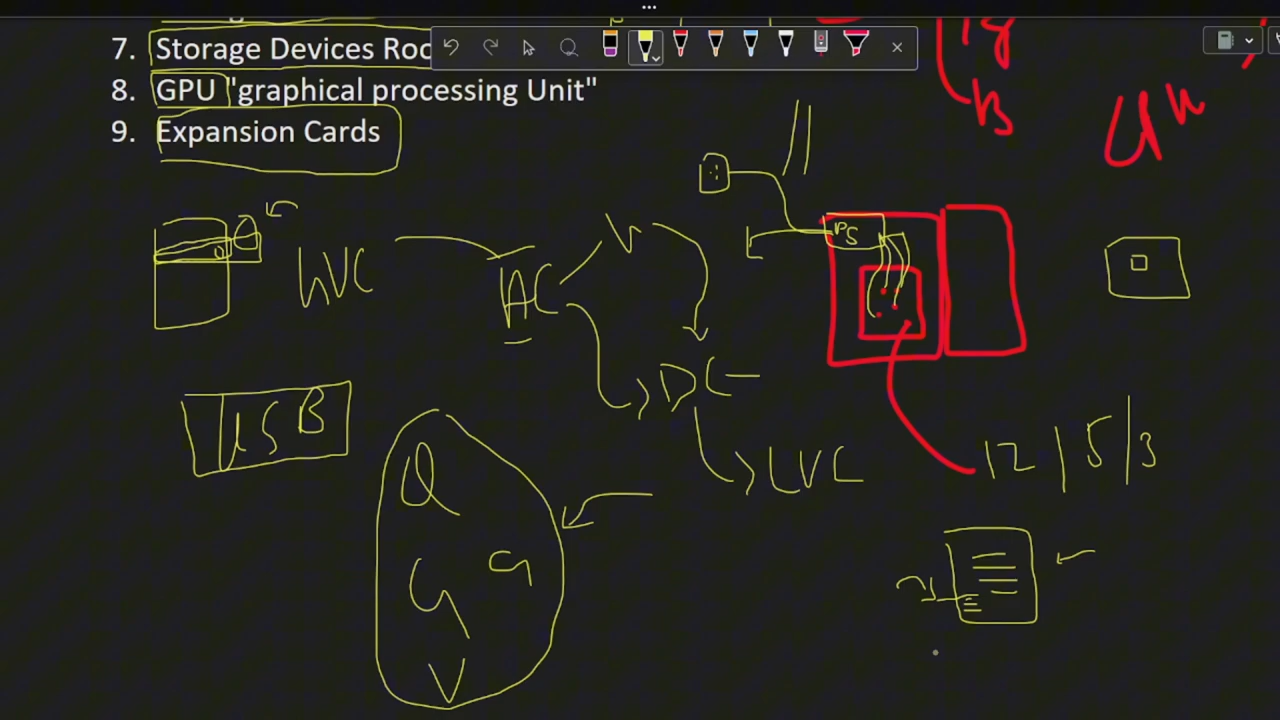 7. Storage Devices Roo
8. GPU "graphical processing Unit"
9. Expansion Cards
PS
HVC
AC
DC
LVC
12/5/3
USB
Q
G
V